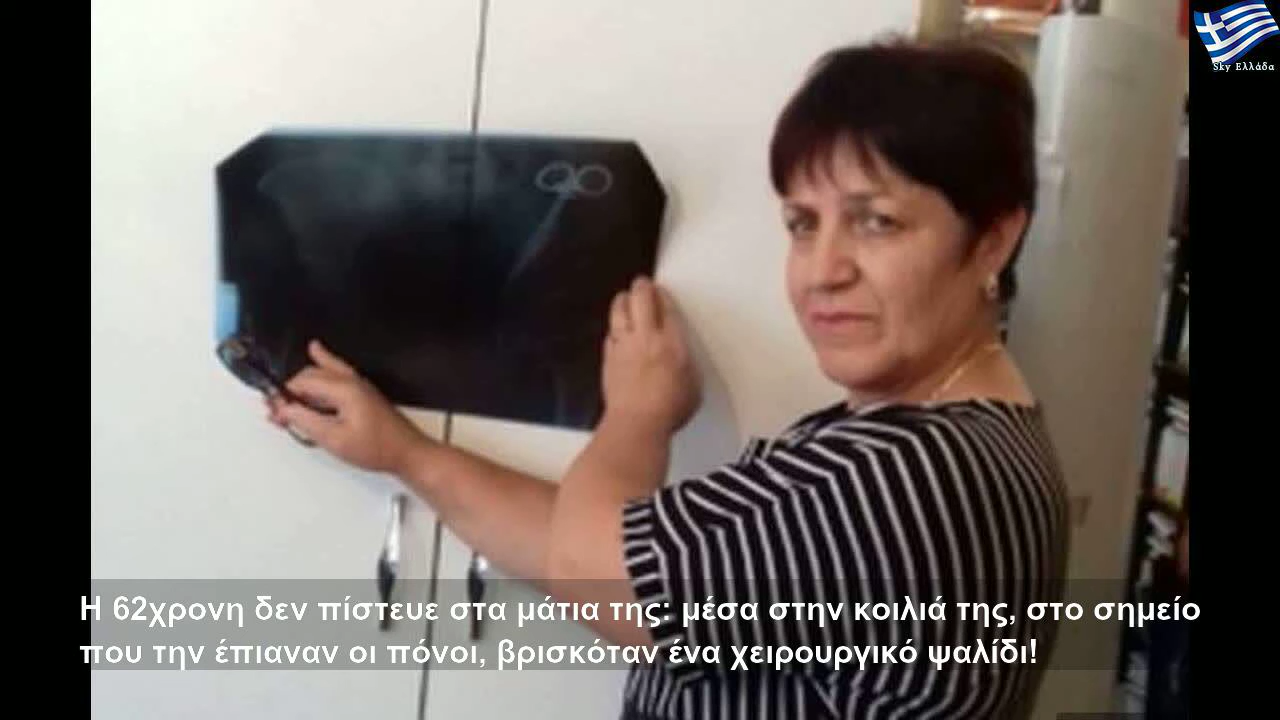 Sky Ελλάδα
Η 62χρονη δεν πίστευε στα μάτια της: μέσα στην κοιλιά της, στο σημείο
που την έπιαναν οι πόνοι, βρισκόταν ένα χειρουργικό ψαλίδι!